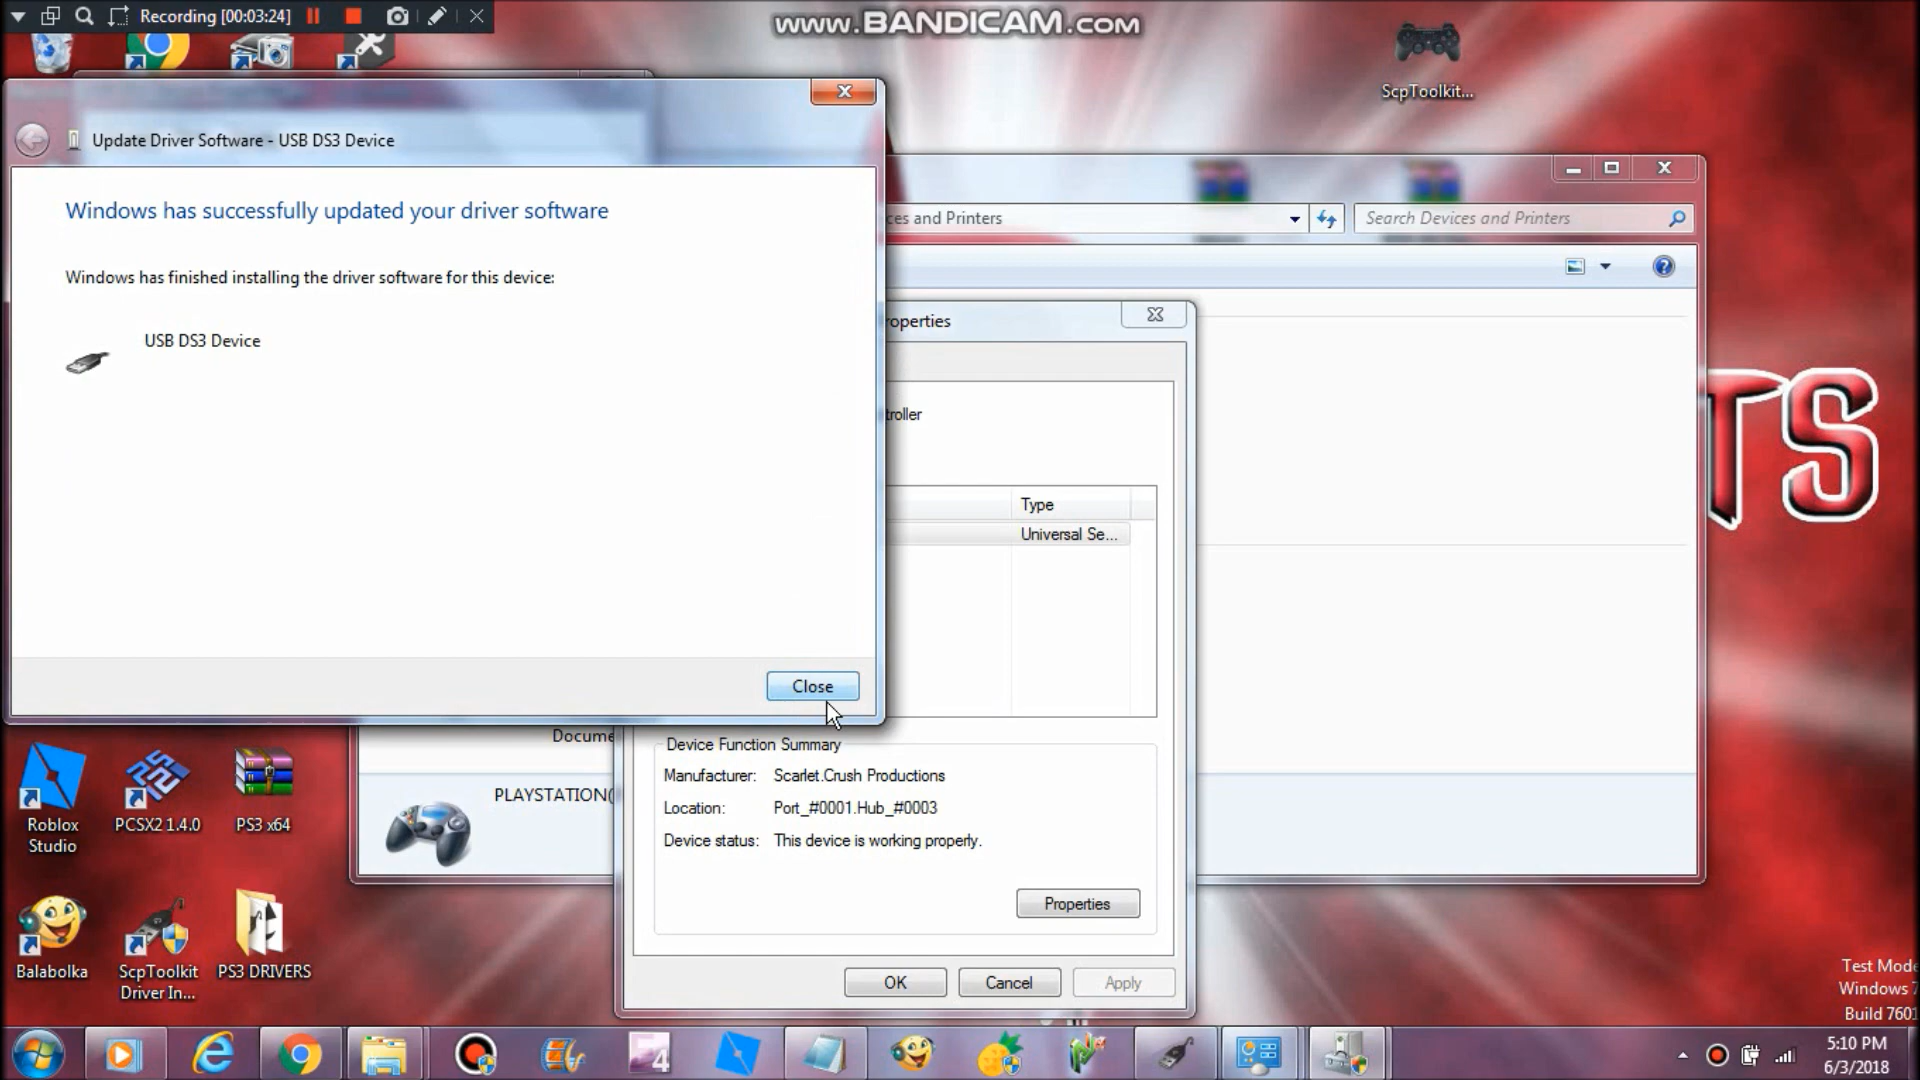 Recording [00:03:24]
www.BANDICAM.com
ScpToolkit...
Update Driver Software - USB DS3 Device
Windows has successfully updated your driver software
Windows has finished installing the driver software for this device:
USB DS3 Device
Close
ces and Printers
Search Devices and Printers
roperties
troller
Type
Universal Se...
Docume
PLAYSTATION(
Device Function Summary
Manufacturer: Scarlet.Crush Productions
Location: Port_#0001.Hub_#0003
Device status: This device is working properly.
Properties
OK
Cancel
Apply
TS
Roblox
Studio
PCSX2 1.4.0
PS3 x64
Balabolka
ScpToolkit
Driver In...
PS3 DRIVERS
Test Mode
Windows 7
Build 7601
4
5:10 PM
6/3/2018